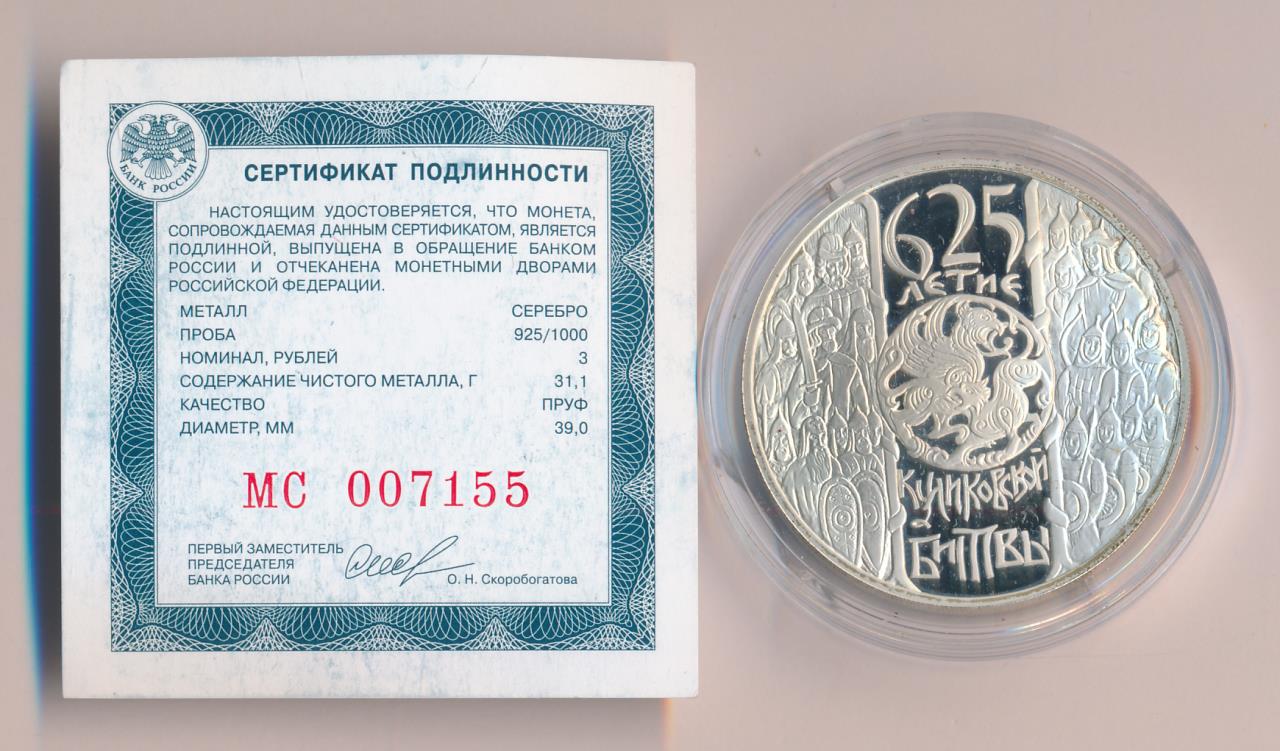 БАНК РОССИИ
СЕРТИФИКАТ ПОДЛИННОСТИ
НАСТОЯЩИМ УДОСТОВЕРЯЕТСЯ, ЧТО МОНЕТА,
СОПРОВОЖДАЕМАЯ ДАННЫМ СЕРТИФИКАТОМ, ЯВЛЯЕТСЯ
ПОДЛИННОЙ, ВЫПУЩЕНА В ОБРАЩЕНИЕ БАНКОМ
РОССИИ И ОТЧЕКАНЕНА МОНЕТНЫМИ ДВОРАМИ
РОССИЙСКОЙ ФЕДЕРАЦИИ.
МЕТАЛЛ СЕРЕБРО
ПРОБА 925/1000
НОМИНАЛ, РУБЛЕЙ 3
СОДЕРЖАНИЕ ЧИСТОГО МЕТАЛЛА, Г 31,1
КАЧЕСТВО ПРУФ
ДИАМЕТР, ММ 39,0
МС 007155
ПЕРВЫЙ ЗАМЕСТИТЕЛЬ
ПРЕДСЕДАТЕЛЯ
БАНКА РОССИИ О. Н. Скоробогатова
625
ЛЕТИЕ
КУЛИКОВСКОЙ
БИТВЫ